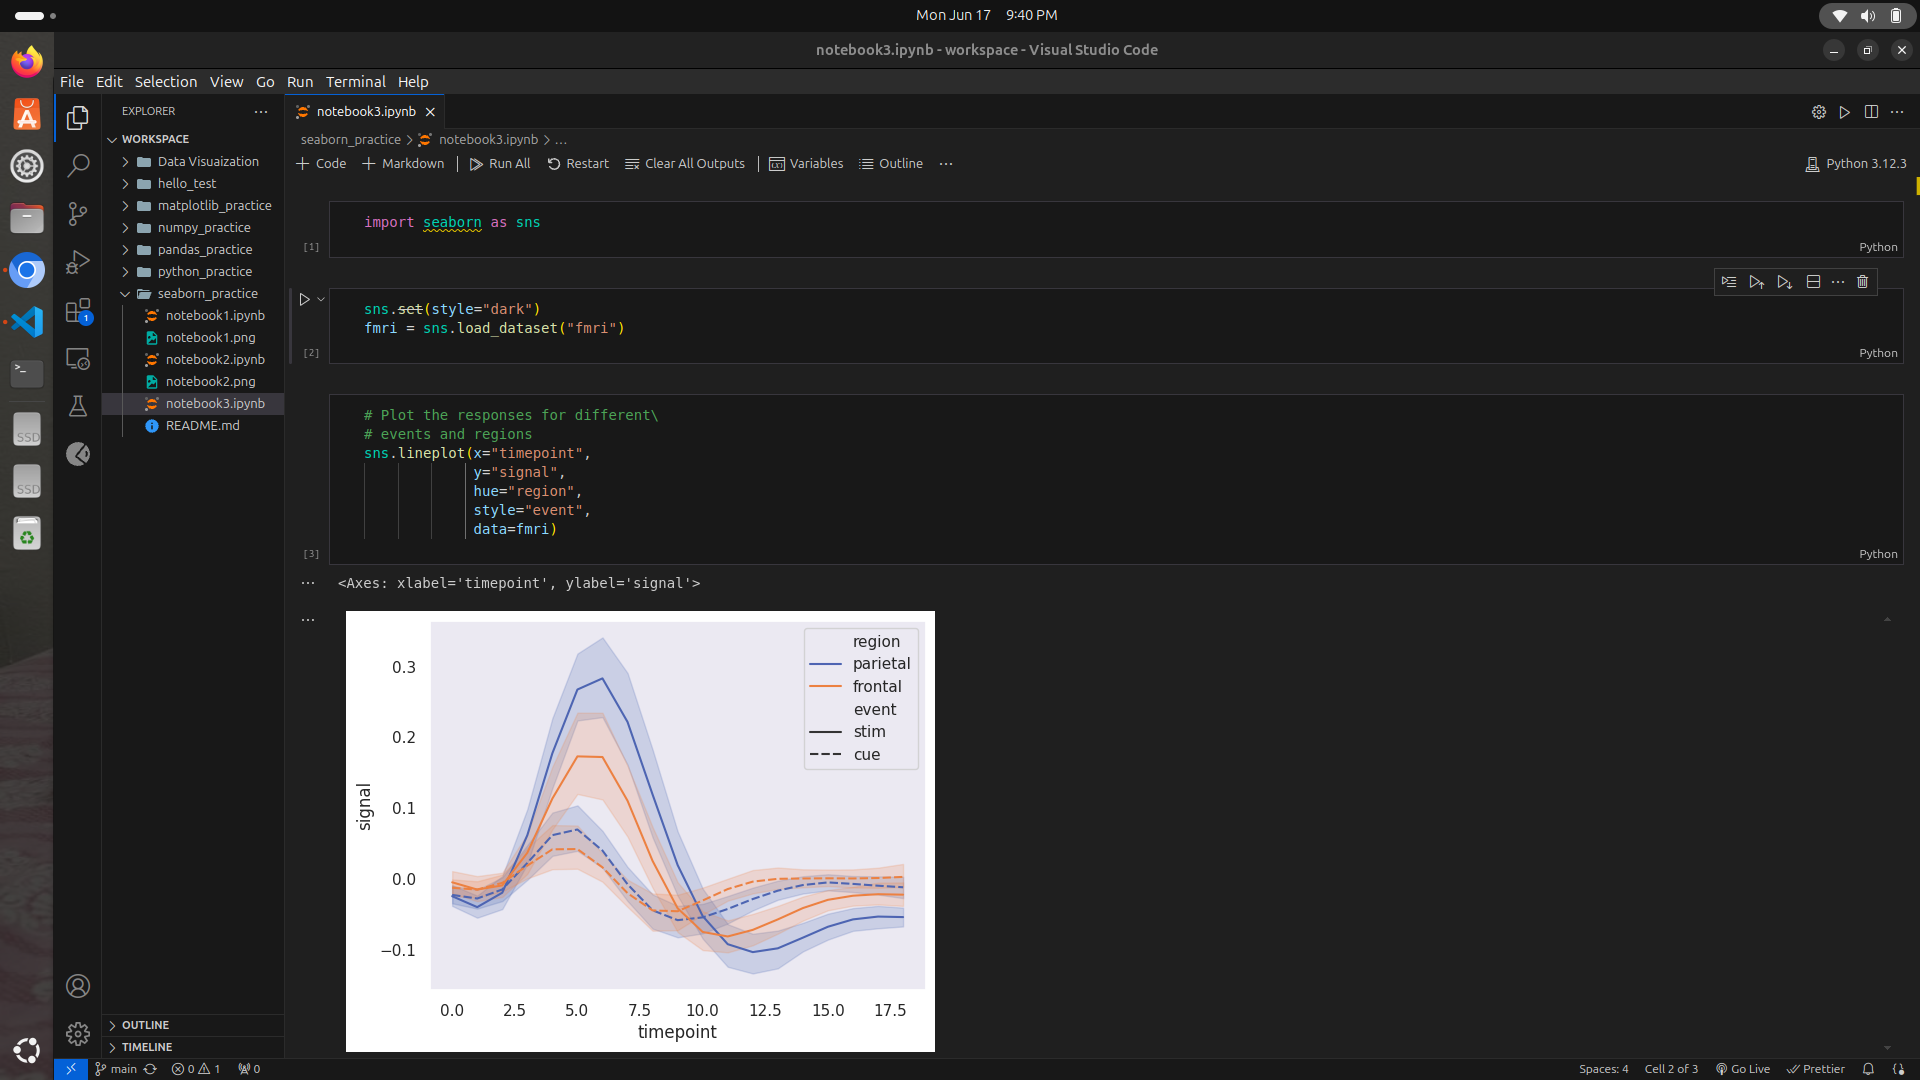 Mon Jun 17 9:40 PM
notebook3.ipynb - workspace - Visual Studio Code
File Edit Selection View Go Run Terminal Help
EXPLORER
WORKSPACE
Data Visuaization
hello_test
matplotlib_practice
numpy_practice
pandas_practice
python_practice
seaborn_practice
notebook1.ipynb
notebook1.png
notebook2.ipynb
notebook2.png
notebook3.ipynb
README.md
OUTLINE
TIMELINE
1
SSD
SSD
notebook3.ipynb
seaborn_practice > notebook3.ipynb > ...
+ Code + Markdown | Run All Restart Clear All Outputs | Variables Outline ...
Python 3.12.3
import seaborn as sns
[1] Python
sns.set(style="dark")
fmri = sns.load_dataset("fmri")
[2] Python
# Plot the responses for different\
# events and regions
sns.lineplot(x="timepoint",
y="signal",
hue="region",
style="event",
data=fmri)
[3] Python
<Axes: xlabel='timepoint', ylabel='signal'>
region
parietal
frontal
event
stim
cue
0.3
0.2
0.1
0.0
−0.1
signal
0.0 2.5 5.0 7.5 10.0 12.5 15.0 17.5
timepoint
main 0 1 0
Spaces: 4 Cell 2 of 3 Go Live Prettier